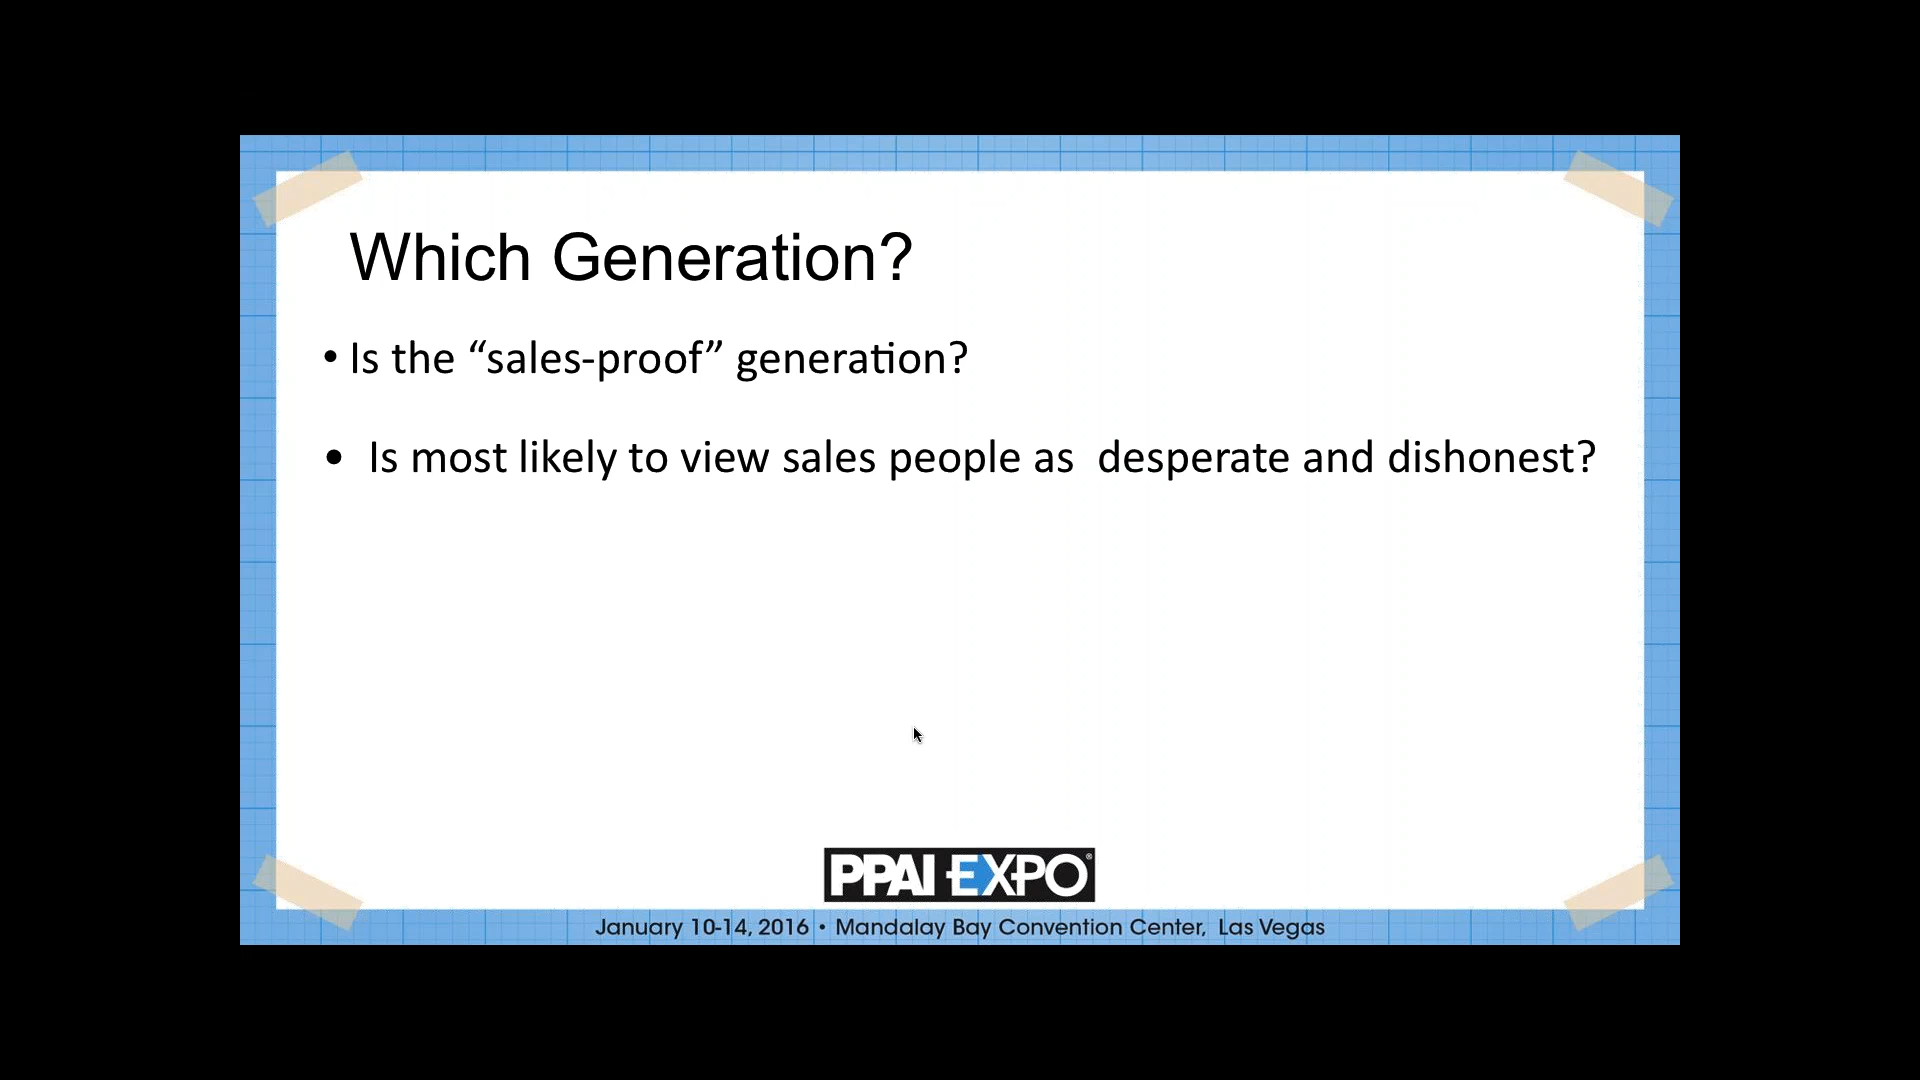 Which Generation?
• Is the “sales-proof” generation?
• Is most likely to view sales people as  desperate and dishonest?
PPAI EXPO®
January 10-14, 2016 • Mandalay Bay Convention Center, Las Vegas